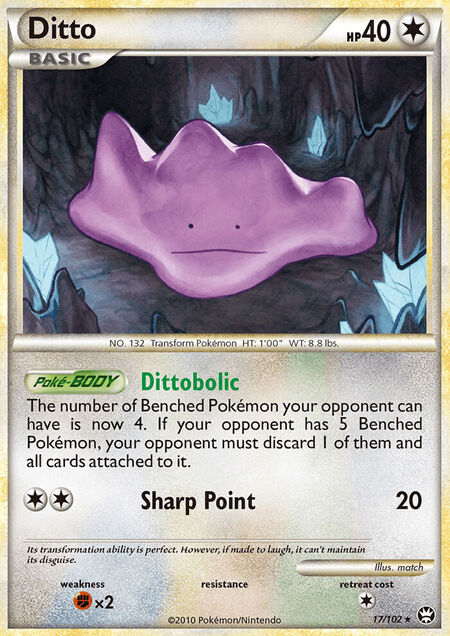 Ditto
HP40
BASIC
NO. 132 Transform Pokémon HT: 1'00" WT: 8.8 lbs.
Poké-BODY Dittobolic
The number of Benched Pokémon your opponent can
have is now 4. If your opponent has 5 Benched
Pokémon, your opponent must discard 1 of them and
all cards attached to it.
Sharp Point 20
Its transformation ability is perfect. However, if made to laugh, it can't maintain
its disguise.
Illus. match
weakness resistance retreat cost
×2
17/102 ★
©2010 Pokémon/Nintendo